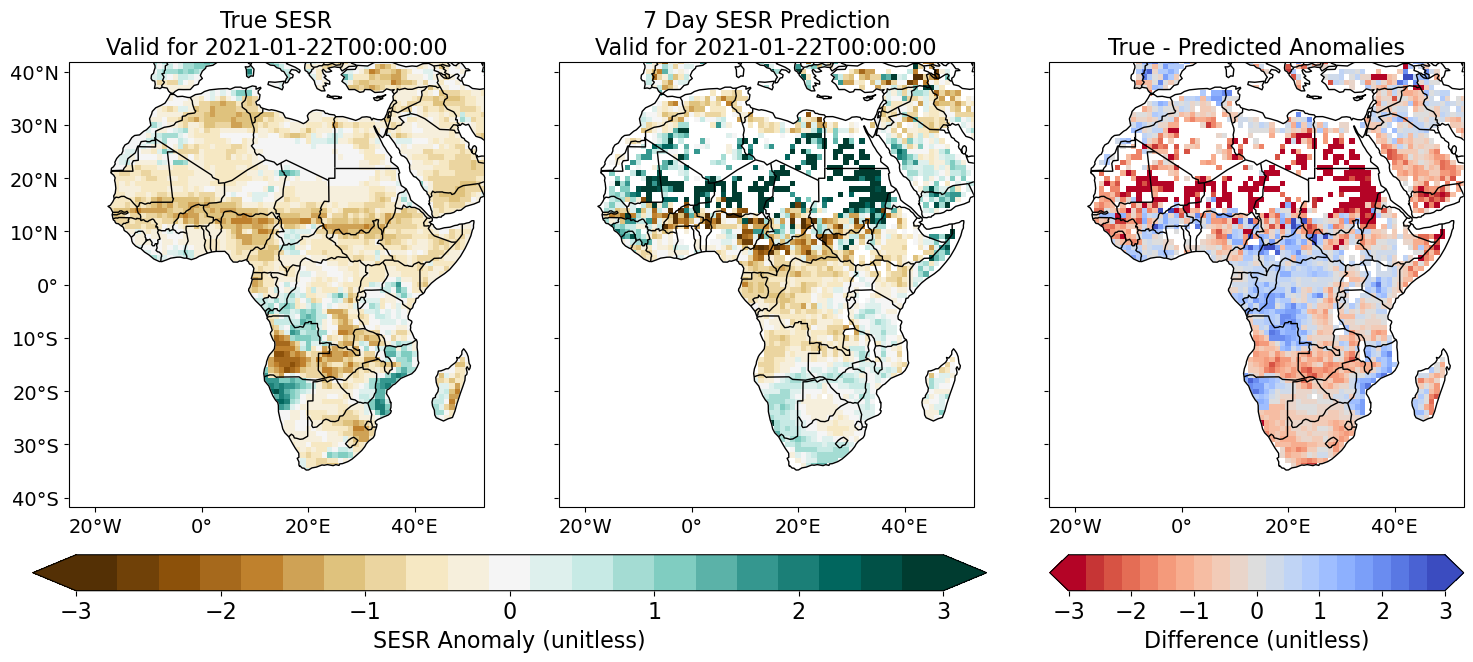 True SESR
Valid for 2021-01-22T00:00:00
7 Day SESR Prediction
Valid for 2021-01-22T00:00:00
True - Predicted Anomalies
40°N
30°N
20°N
10°N
0°
10°S
20°S
30°S
40°S
20°W 0° 20°E 40°E
20°W 0° 20°E 40°E
20°W 0° 20°E 40°E
−3 −2 −1 0 1 2 3
SESR Anomaly (unitless)
−3 −2 −1 0 1 2 3
Difference (unitless)